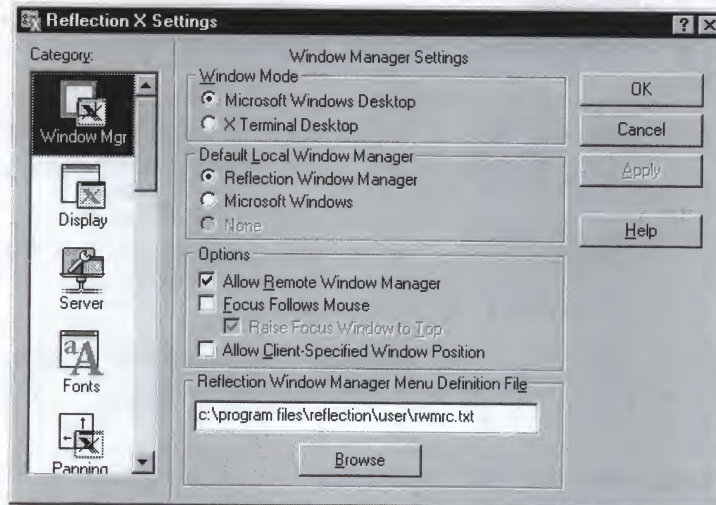 Reflection X Settings
Category:
Window Mgr
Display
Server
Fonts
Panning
Window Manager Settings
Window Mode
Microsoft Windows Desktop
X Terminal Desktop
Default Local Window Manager
Reflection Window Manager
Microsoft Windows
None
Options
Allow Remote Window Manager
Focus Follows Mouse
Raise Focus Window to Top
Allow Client-Specified Window Position
Reflection Window Manager Menu Definition File
c:\program files\reflection\user\rwmrc.txt
Browse
OK
Cancel
Apply
Help